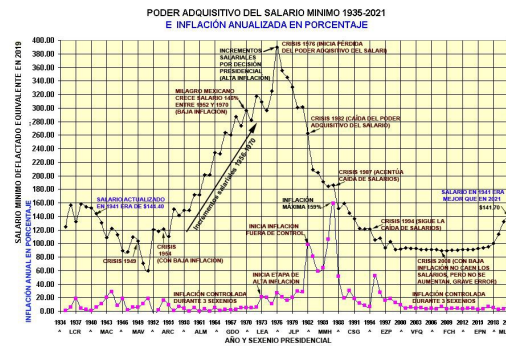 PODER ADQUISITIVO DEL SALARIO MINIMO 1935-2021
E INFLACIÓN ANUALIZADA EN PORCENTAJE
SALARIO MINIMO DEFLACTADO EQUIVALENTE EN 2019
INFLACIÓN ANUAL EN PORCENTAJE
400.00
380.00
360.00
340.00
320.00
300.00
280.00
260.00
240.00
220.00
200.00
180.00
160.00
140.00
120.00
100.00
80.00
60.00
40.00
20.00
0.00
INCREMENTOS
SALARIALES
POR DECISIÓN
PRESIDENCIAL
(ALTA INFLACIÓN)
CRISIS 1976 (INICIA PÉRDIDA
DEL PODER
DEL SALARI
MILAGRO MEXICANO
CRECE SALARIO
ENTRE 1952 Y 1970
(BAJA INFLACIÓN)
Incrementos salariales 1956-1970
CRISIS 1982 (CAÍDA DEL PODER
ADQUISITIVO DEL SALARIO)
CRISIS 1987 (ACENTÚA
CAÍDA DE SALARIOS)
SALARIO ACTUALIZADO
EN 1941 ERA DE
INFLACIÓN
MÁXIMA 159%
SALARIO EN 1941 ERA
MEJOR QUE EN 2021
$141.70
CRISIS 1994 (SIGUE LA
CAÍDA DE SALARIOS)
INICIA INFLACIÓN
FUERA DE CONTROL
CRISIS 1949
CRISIS
1954
(CON BAJA INFLACIÓN)
CRISIS 2008 (CON BAJA
INFLACIÓN NO CAEN LOS
SALARIOS, PERO NO SE
AUMENTAN, GRAVE ERROR)
INICIA ETAPA DE
ALTA INFLACIÓN
INFLACIÓN CONTROLADA
DURANTE 3 SEXENIOS
INFLACIÓN CONTROLADA
DURANTE 4 SEXENIOS
1934 1937 1940 1943 1946 1949 1952 1955 1958 1961 1964 1967 1970 1973 1976 1979 1982 1985 1988 1991 1994 1997 2000 2003 2006 2009 2012 2015 2018
^ LCR ^ MAC ^ MAV ^ ARC ^ ALM ^ GDO ^ LEA ^ JLP ^ MMH ^ CSG ^ EZP ^ VFQ ^ FCH ^ EPN ^ AMLO
AÑO Y SEXENIO PRESIDENCIAL